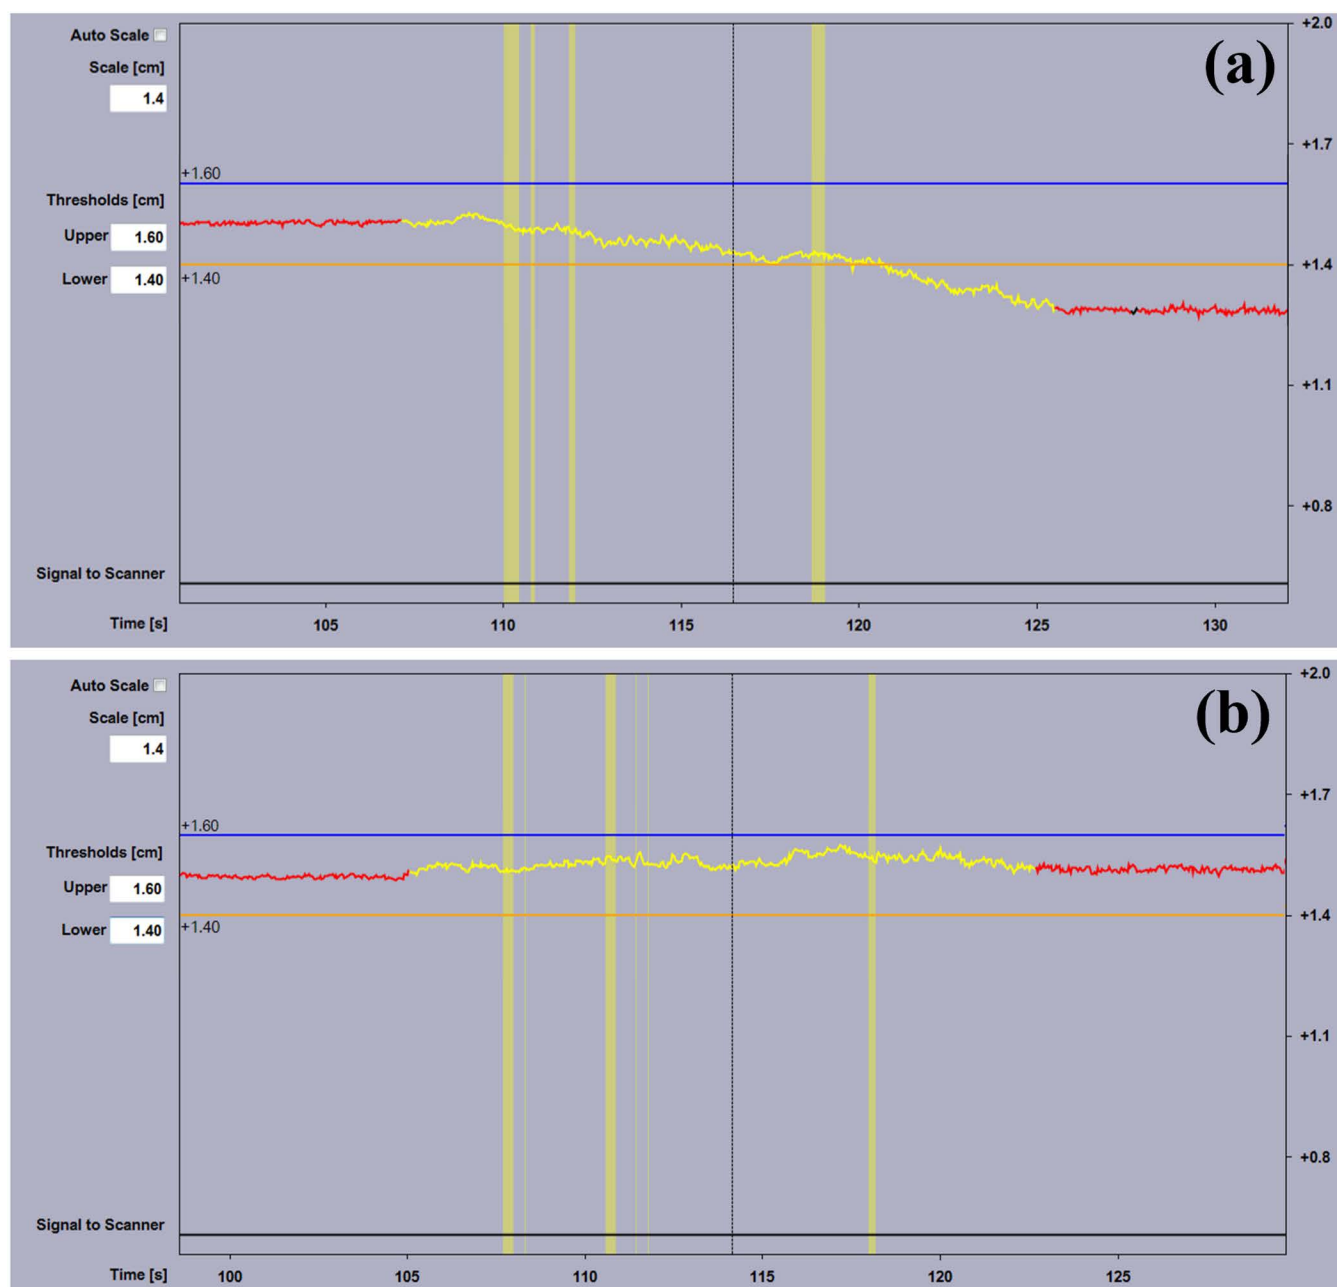 Auto Scale
(a)
+2.0
Scale [cm]
1.4
+1.7
+1.60
Thresholds [cm]
Upper 1.60
+1.4
Lower 1.40
+1.40
+1.1
+0.8
Signal to Scanner
Time [s] 105 110 115 120 125 130
Auto Scale
(b)
+2.0
Scale [cm]
1.4
+1.7
+1.60
Thresholds [cm]
Upper 1.60
+1.4
Lower 1.40
+1.40
+1.1
+0.8
Signal to Scanner
Time [s] 100 105 110 115 120 125